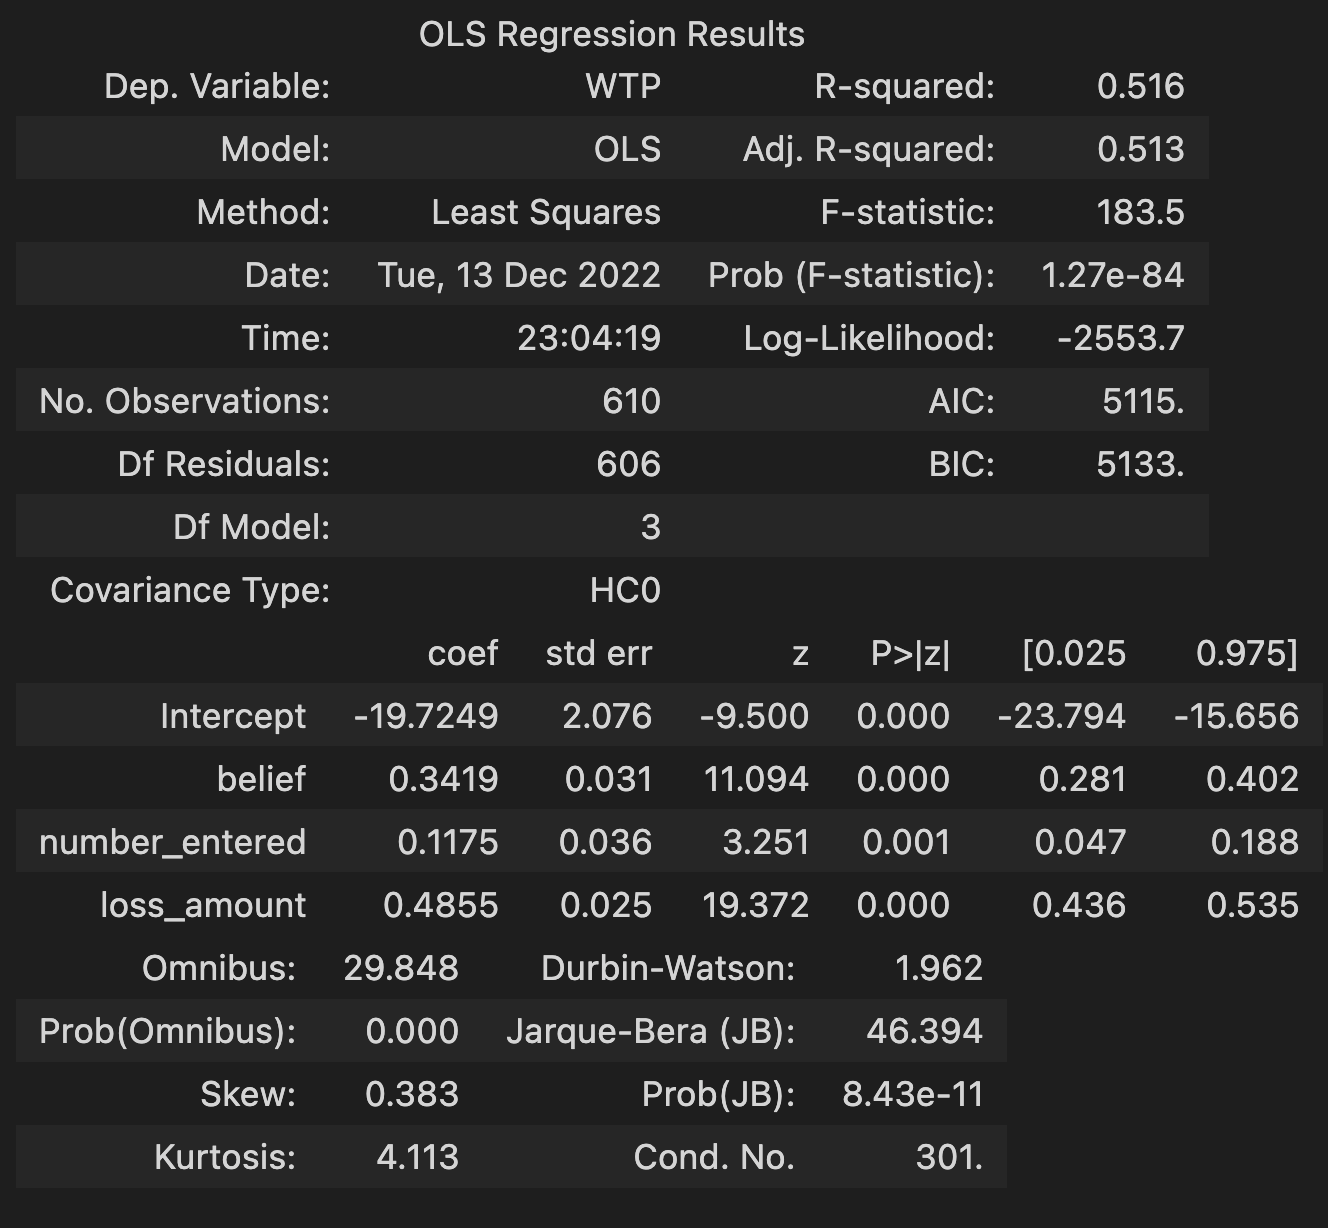 OLS Regression Results
Dep. Variable: WTP R-squared: 0.516
Model: OLS Adj. R-squared: 0.513
Method: Least Squares F-statistic: 183.5
Date: Tue, 13 Dec 2022 Prob (F-statistic): 1.27e-84
Time: 23:04:19 Log-Likelihood: -2553.7
No. Observations: 610 AIC: 5115.
Df Residuals: 606 BIC: 5133.
Df Model: 3
Covariance Type: HC0
coef std err z P>|z| [0.025 0.975]
Intercept -19.7249 2.076 -9.500 0.000 -23.794 -15.656
belief 0.3419 0.031 11.094 0.000 0.281 0.402
number_entered 0.1175 0.036 3.251 0.001 0.047 0.188
loss_amount 0.4855 0.025 19.372 0.000 0.436 0.535
Omnibus: 29.848 Durbin-Watson: 1.962
Prob(Omnibus): 0.000 Jarque-Bera (JB): 46.394
Skew: 0.383 Prob(JB): 8.43e-11
Kurtosis: 4.113 Cond. No. 301.